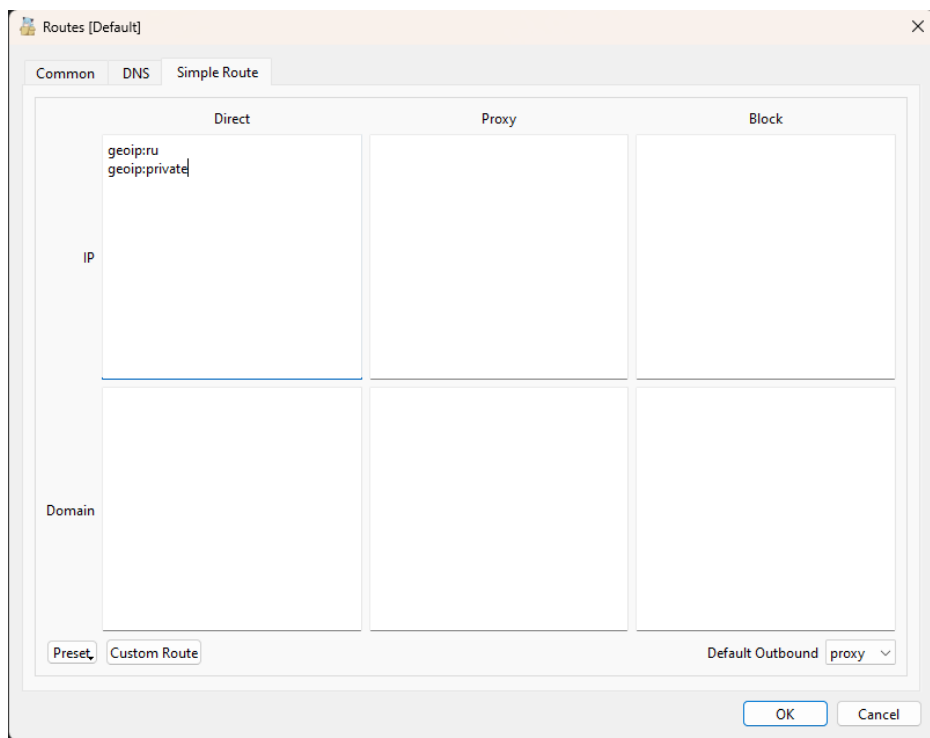 Routes [Default]
Common DNS Simple Route
Direct Proxy Block
geoip:ru
geoip:private
IP
Domain
Preset Custom Route Default Outbound proxy
OK Cancel